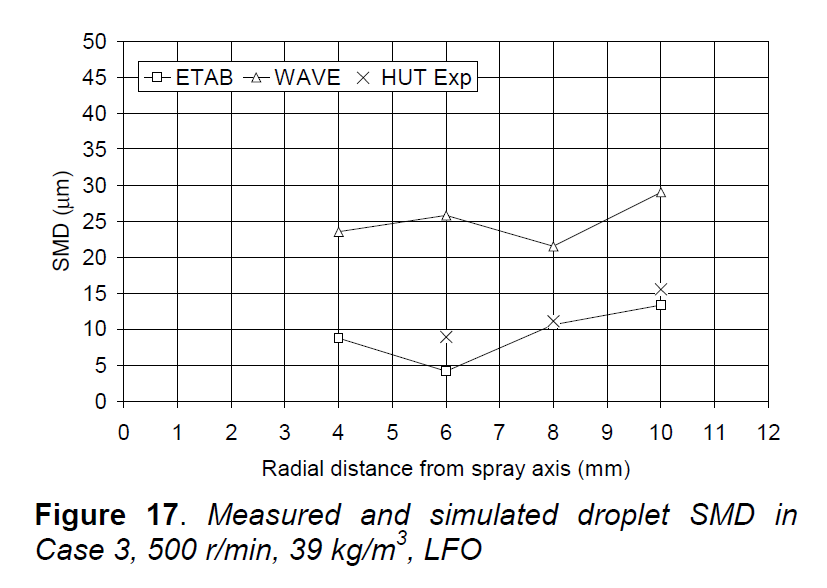 50
45
40
35
30
25
20
15
10
5
0
ETAB WAVE HUT Exp
SMD (μm)
0 1 2 3 4 5 6 7 8 9 10 11 12
Radial distance from spray axis (mm)
Figure 17. Measured and simulated droplet SMD in
Case 3, 500 r/min, 39 kg/m³, LFO